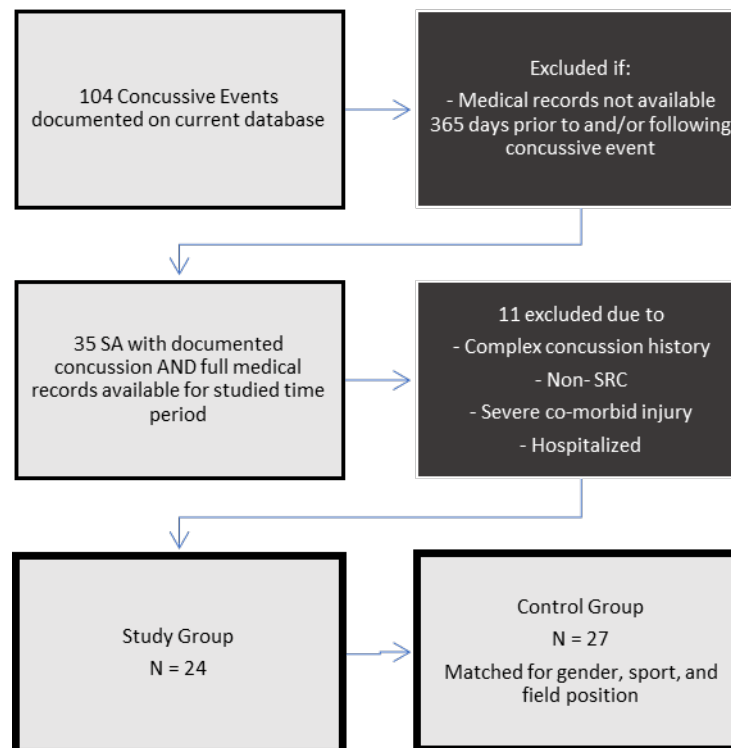 104 Concussive Events
documented on current database
Excluded if:
- Medical records not available
365 days prior to and/or following
concussive event
35 SA with documented
concussion AND full medical
records available for studied time
period
11 excluded due to
- Complex concussion history
- Non- SRC
- Severe co-morbid injury
- Hospitalized
Study Group
N = 24
Control Group
N = 27
Matched for gender, sport, and
field position